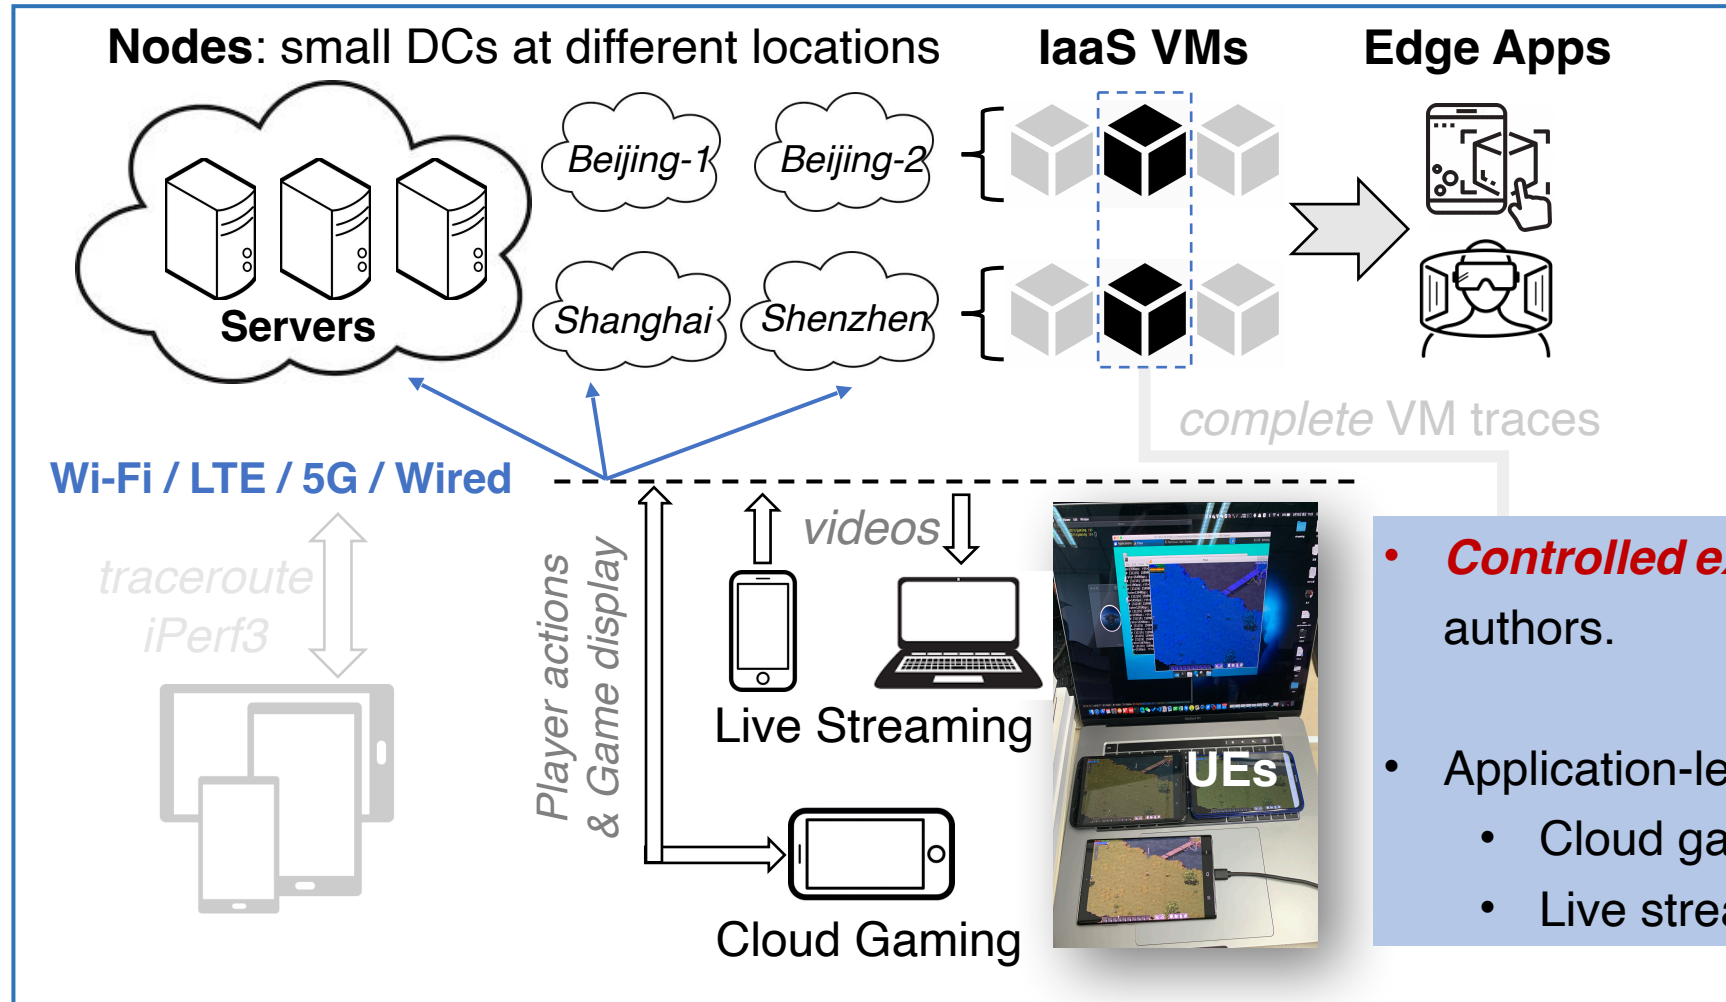 Nodes: small DCs at different locations
IaaS VMs
Edge Apps
Beijing-1
Beijing-2
Servers
Shanghai
Shenzhen
complete VM traces
Wi-Fi / LTE / 5G / Wired
traceroute
iPerf3
Player actions
& Game display
videos
Live Streaming
Cloud Gaming
UEs
• Controlled ex
authors.
• Application-le
• Cloud ga
• Live strea